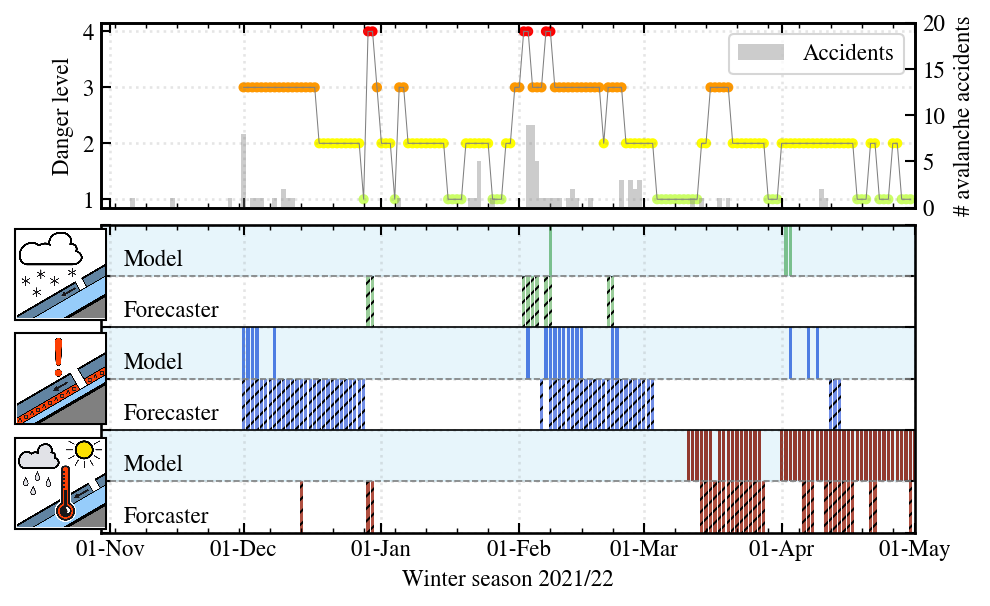 4
3
2
1
Danger level
Accidents
20
15
10
5
0
# avalanche accidents
Model
Forecaster
Model
Forecaster
Model
Forcaster
01-Nov 01-Dec 01-Jan 01-Feb 01-Mar 01-Apr 01-May
Winter season 2021/22